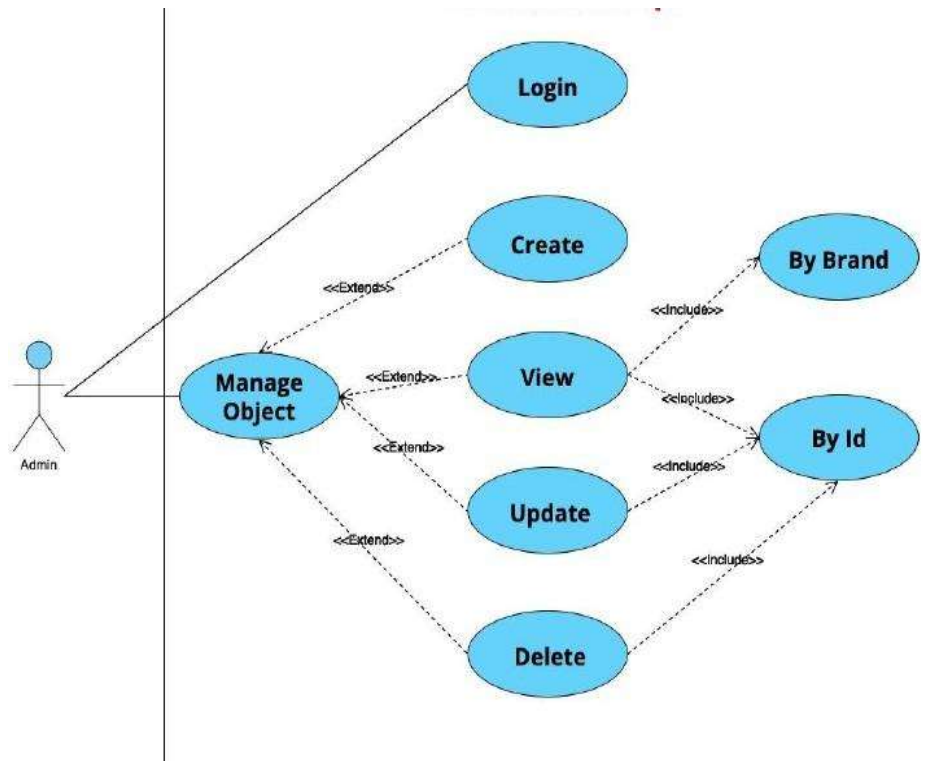 Login
Create
By Brand
<<Extend>>
<<Include>>
Manage
Object
<<Extend>>
View
<<Include>>
By Id
Admin
<<Extend>>
<<Include>>
Update
<<Extend>>
<<Include>>
Delete